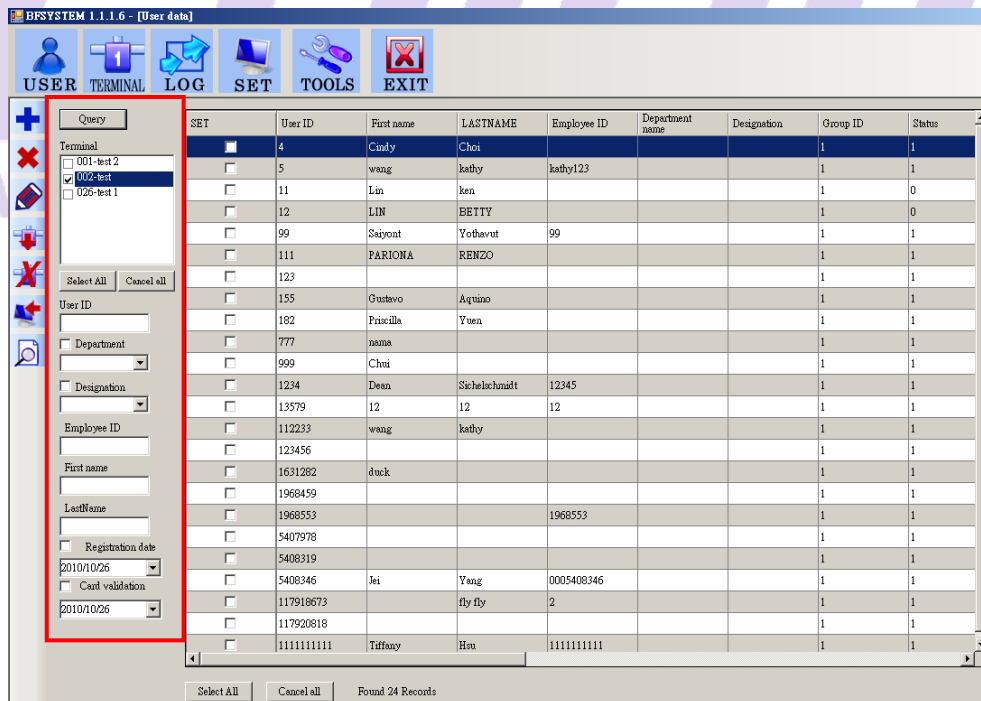 BFSYSTEM 1.1.1.6 - [User data]
USER TERMINAL LOG SET TOOLS EXIT
1
Query
Terminal
001-test 2
002-test
026-test 1
Select All Cancel all
User ID
Department
Designation
Employee ID
First name
LastName
Registration date
2010/10/26
Card validation
2010/10/26
SET User ID First name LASTNAME Employee ID Department name Designation Group ID Status
4 Cindy Choi 1 1
5 wang kathy kathy123 1 1
11 Lin ken 1 0
12 LIN BETTY 1 0
99 Saiyont Yothavut 99 1 1
111 PARIONA RENZO 1 1
123 1 1
155 Gustavo Aquino 1 1
182 Priscilla Yuen 1 1
777 nama 1 1
999 Chui 1 1
1234 Dean Sichelschmidt 12345 1 1
13579 12 12 12 1 1
112233 wang kathy 1 1
123456 1 1
1631282 duck 1 1
1968459 1 1
1968553 1968553 1 1
5407978 1 1
5408319 1 1
5408346 Jei Yang 0005408346 1 1
117918673 fly fly 2 1 1
117920818 1 1
1111111111 Tiffany Hsu 1111111111 1 1
Select All Cancel all Found 24 Records